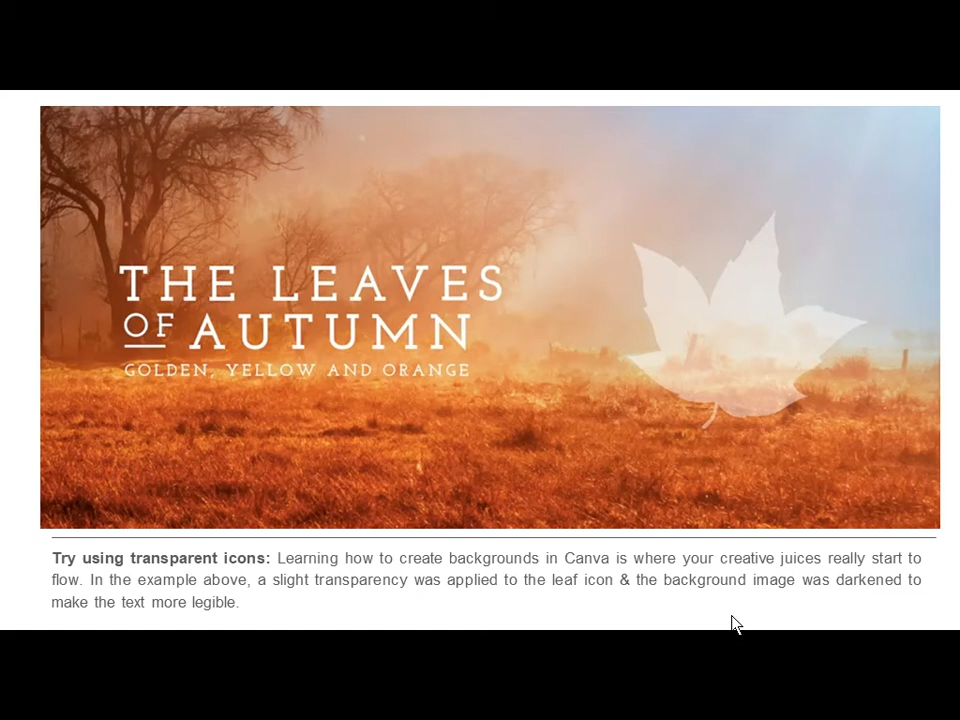 THE LEAVES
OF AUTUMN
GOLDEN, YELLOW AND ORANGE
Try using transparent icons: Learning how to create backgrounds in Canva is where your creative juices really start to
flow. In the example above, a slight transparency was applied to the leaf icon & the background image was darkened to
make the text more legible.